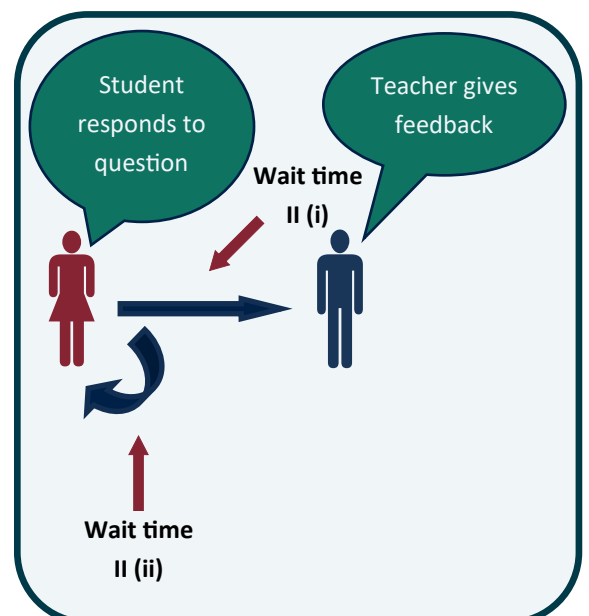 Student
responds to
question
Teacher gives
feedback
Wait time
II (i)
Wait time
II (ii)